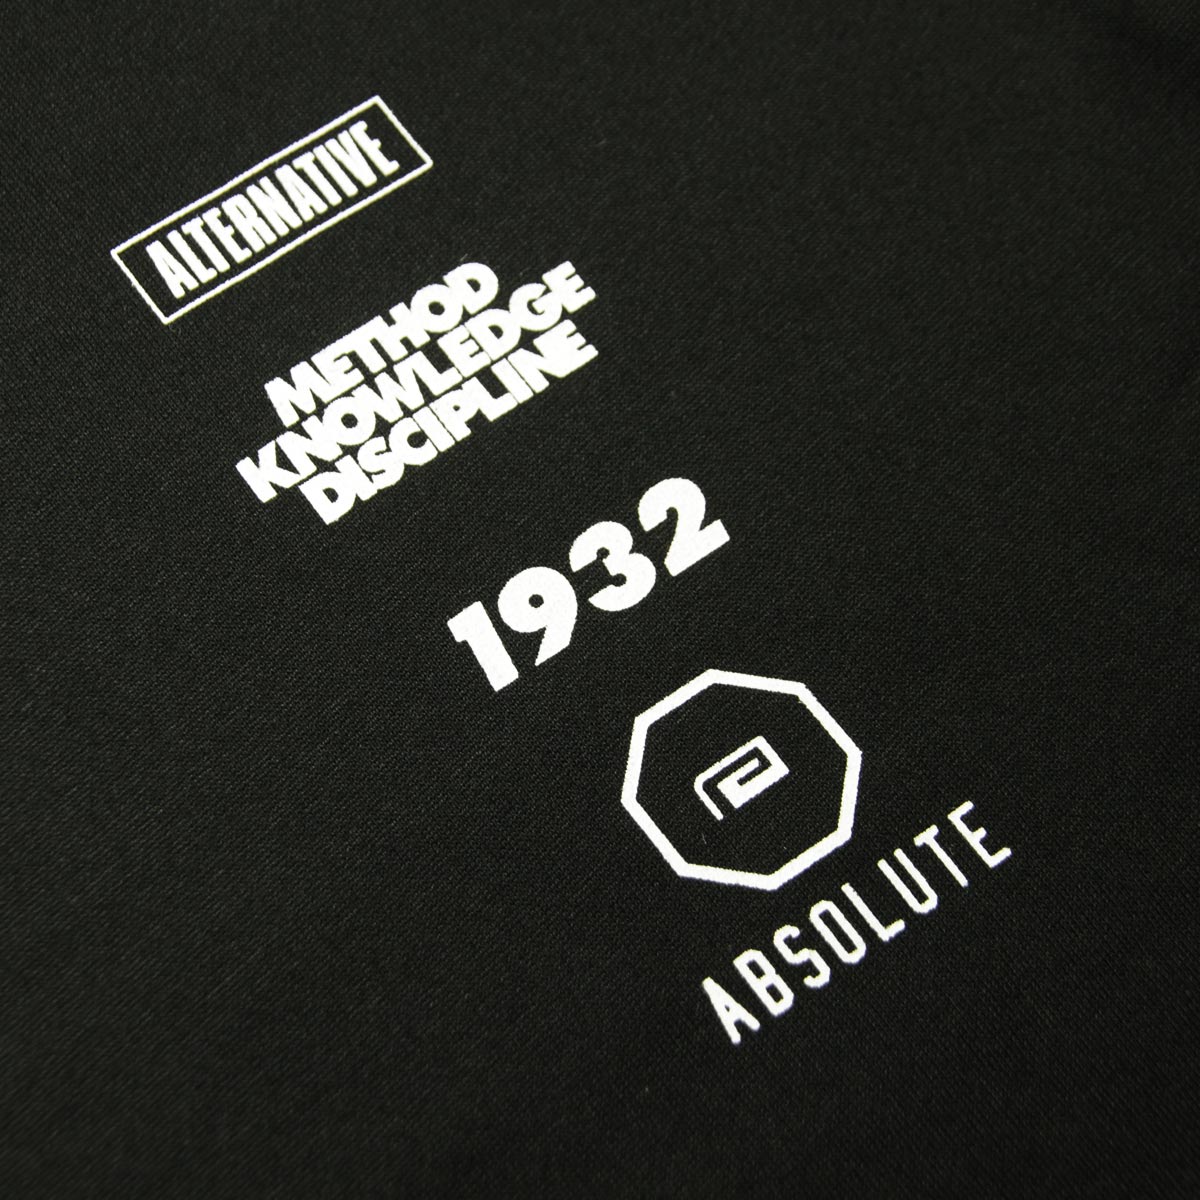 ALTERNATIVE
METHOD
KNOWLEDGE
DISCIPLINE
1932
ABSOLUTE